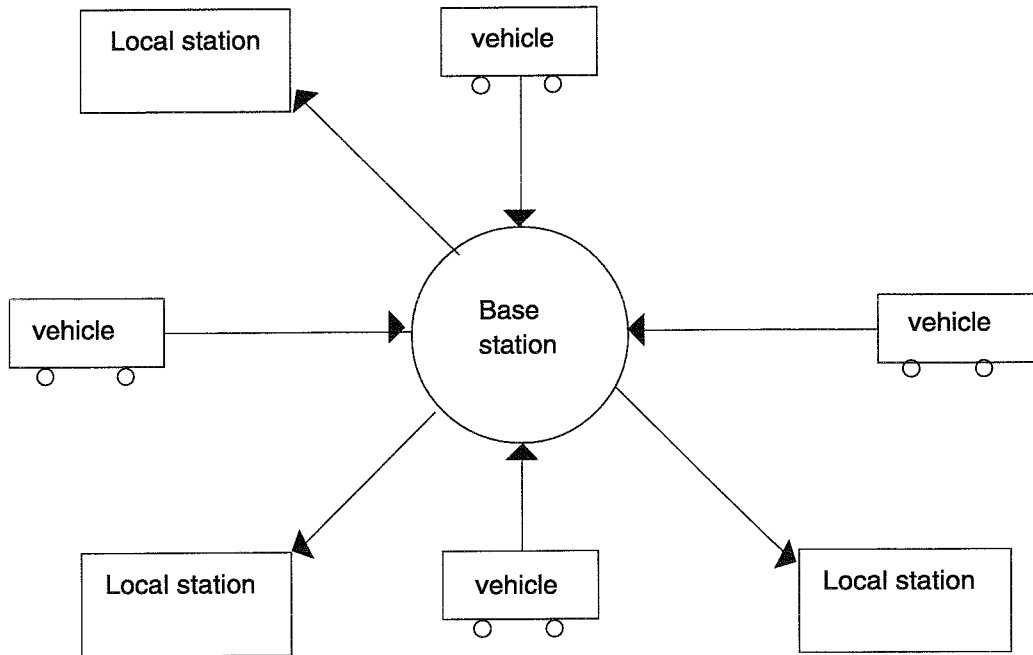 Local station
vehicle
vehicle
Base
station
vehicle
Local station
vehicle
Local station